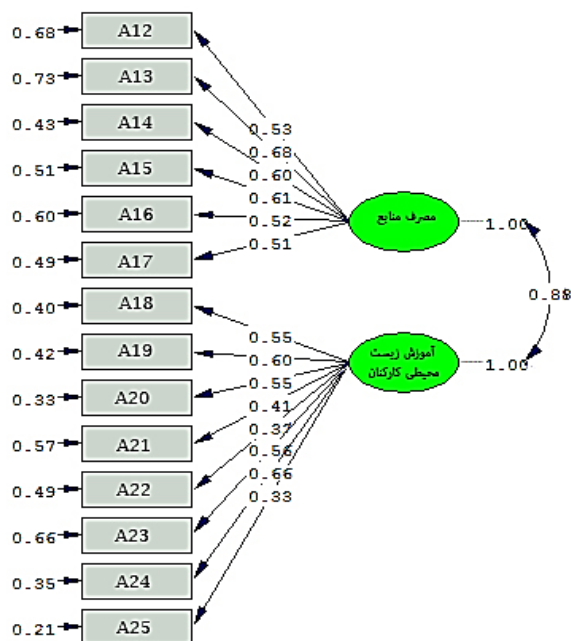 0.68 A12
0.73 A13
0.43 A14
0.51 A15
0.60 A16
0.49 A17
0.40 A18
0.42 A19
0.33 A20
0.57 A21
0.49 A22
0.66 A23
0.35 A24
0.21 A25
0.53
0.68
0.60
0.61
0.52
0.51
0.55
0.60
0.55
0.41
0.37
0.56
0.66
0.33
مصرف منابع
آموزش زیست
محیطی کارکنان
1.00
0.88
1.00